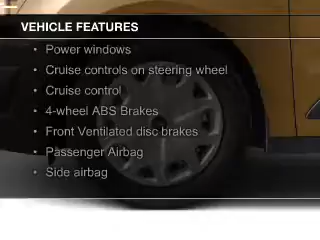 VEHICLE FEATURES
• Power windows
• Cruise controls on steering wheel
• Cruise control
• 4-wheel ABS Brakes
• Front Ventilated disc brakes
• Passenger Airbag
• Side airbag